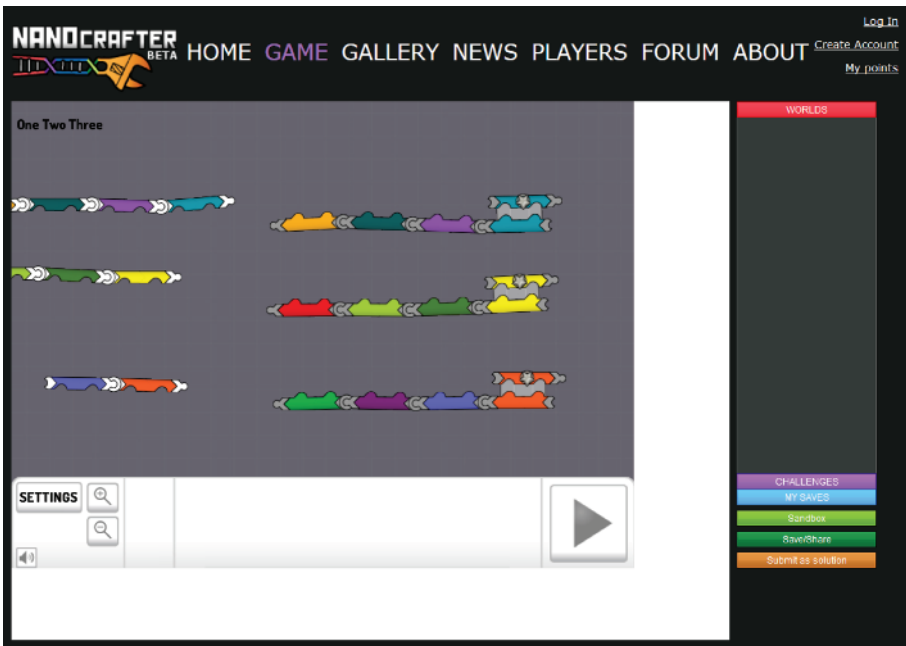 Log In
NANOCRAFTER
BETA
HOME GAME GALLERY NEWS PLAYERS FORUM ABOUT
Create Account
My points
One Two Three
WORLDS
SETTINGS
CHALLENGES
MY SAVES
Sandbox
Save/Share
Submit as solution